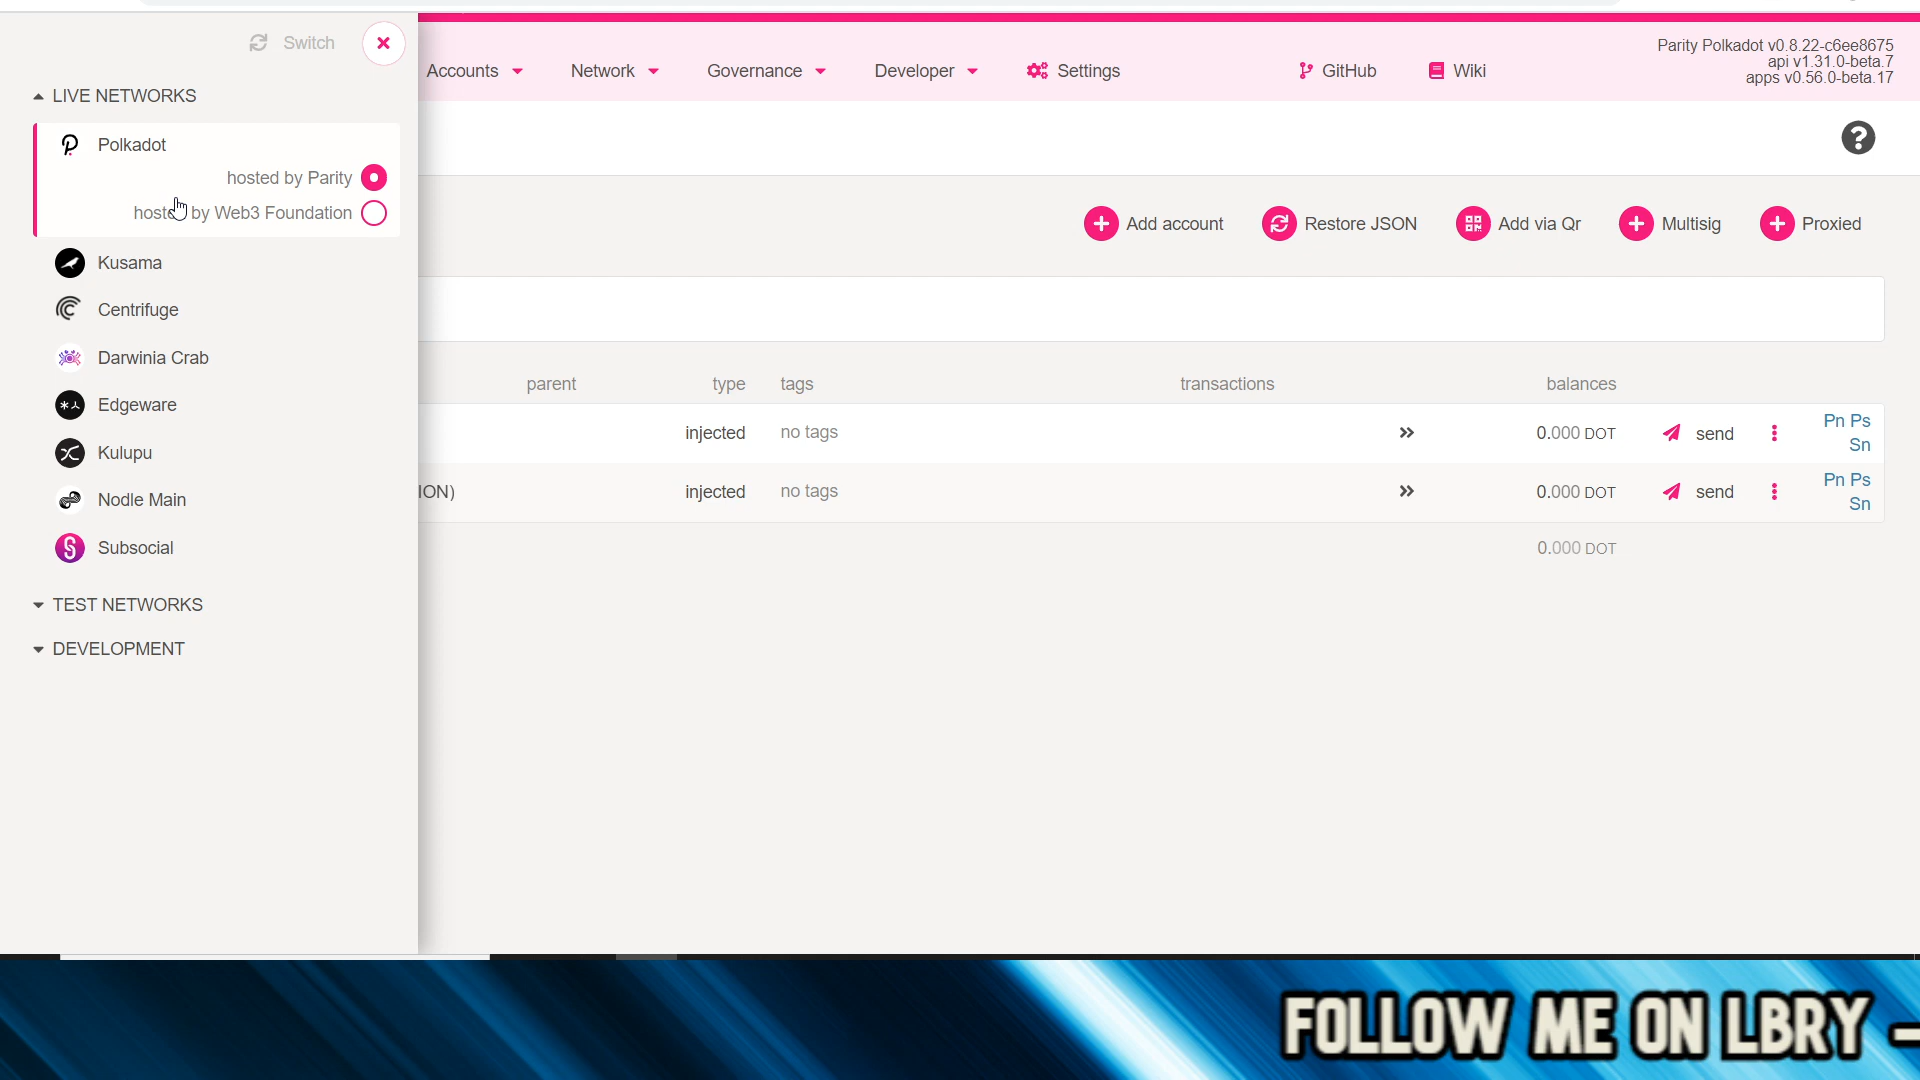 Switch
LIVE NETWORKS
Polkadot
hosted by Parity
hosted by Web3 Foundation
Kusama
Centrifuge
Darwinia Crab
Edgeware
Kulupu
Nodle Main
Subsocial
TEST NETWORKS
DEVELOPMENT
Accounts Network Governance Developer Settings GitHub Wiki
Parity Polkadot v0.8.22-c6ee8675
api v1.31.0-beta.7
apps v0.56.0-beta.17
Add account Restore JSON Add via Qr Multisig Proxied
parent type tags transactions balances
injected no tags 0.000 DOT send Pn Ps
Sn
ION) injected no tags 0.000 DOT send Pn Ps
Sn
0.000 DOT
FOLLOW ME ON LBRY -